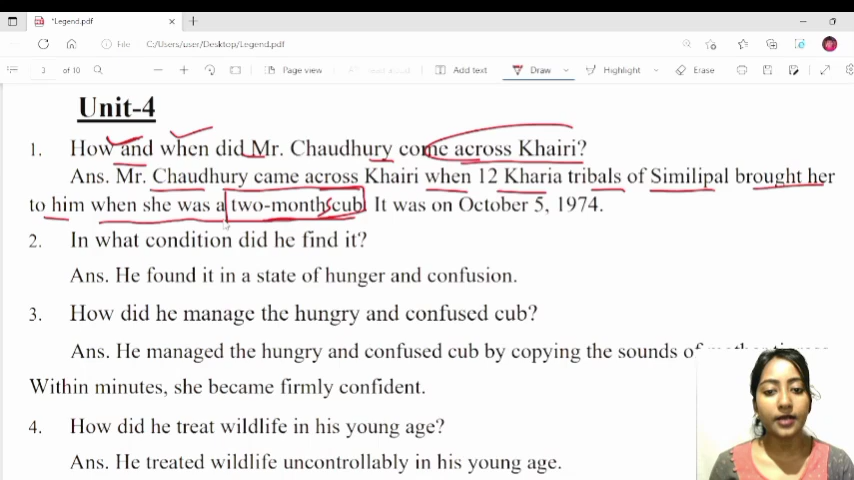 *Legend.pdf
File C:/Users/user/Desktop/Legend.pdf
3 of 10 Page view Read aloud Add text Draw Highlight Erase
Unit-4
1. How and when did Mr. Chaudhury come across Khairi?
Ans. Mr. Chaudhury came across Khairi when 12 Kharia tribals of Similipal brought her
to him when she was a two-month cub. It was on October 5, 1974.
2. In what condition did he find it?
Ans. He found it in a state of hunger and confusion.
3. How did he manage the hungry and confused cub?
Ans. He managed the hungry and confused cub by copying the sounds of
Within minutes, she became firmly confident.
4. How did he treat wildlife in his young age?
Ans. He treated wildlife uncontrollably in his young age.